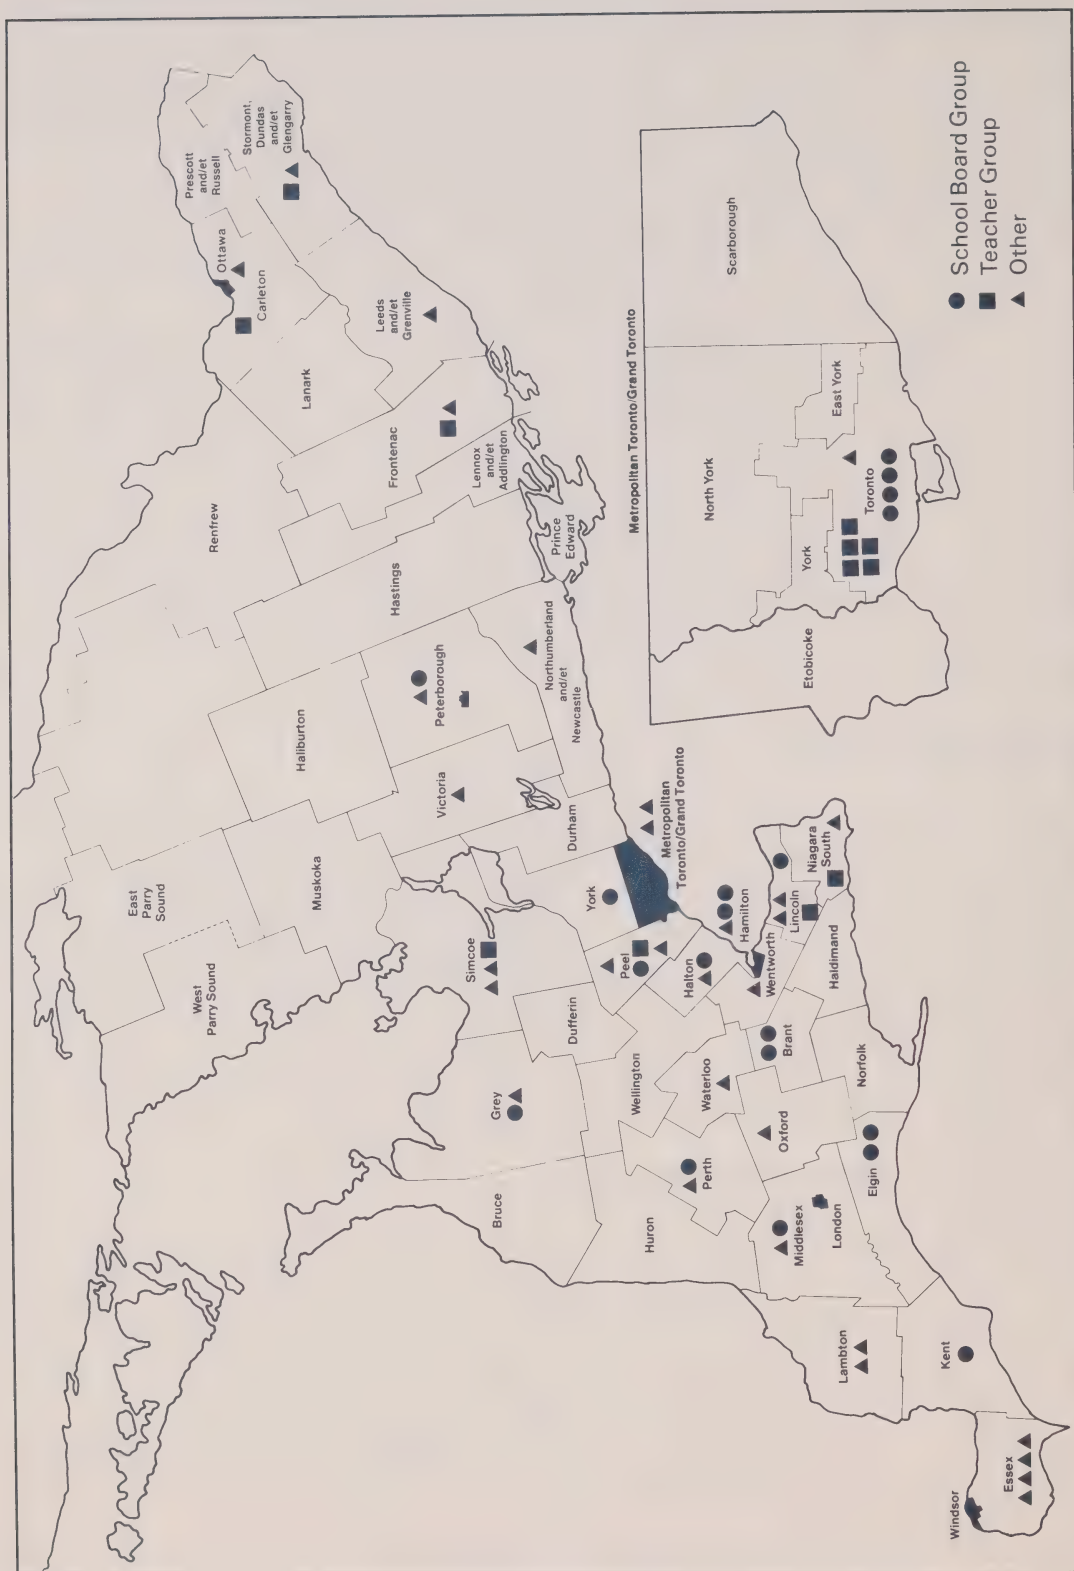 Prescott
and/et
Russell
Stormont,
Dundas
and/et
Glengarry
Ottawa
Carleton
Leeds
and/et
Grenville
Lanark
Frontenac
Lennox
and/et
Addlington
Renfrew
Hastings
Prince
Edward
Northumberland
and/et
Newcastle
Peterborough
Haliburton
Victoria
Durham
Muskoka
East
Parry
Sound
West
Parry Sound
Simcoe
York
Metropolitan
Toronto/Grand Toronto
Peel
Halton
Hamilton
Wentworth
Lincoln
Niagara
South
Haldimand
Dufferin
Grey
Bruce
Wellington
Waterloo
Brant
Norfolk
Oxford
Perth
Huron
Middlesex
London
Elgin
Lambton
Kent
Essex
Windsor
Metropolitan Toronto/Grand Toronto
Scarborough
North York
East York
York
Toronto
Etobicoke
School Board Group
Teacher Group
Other